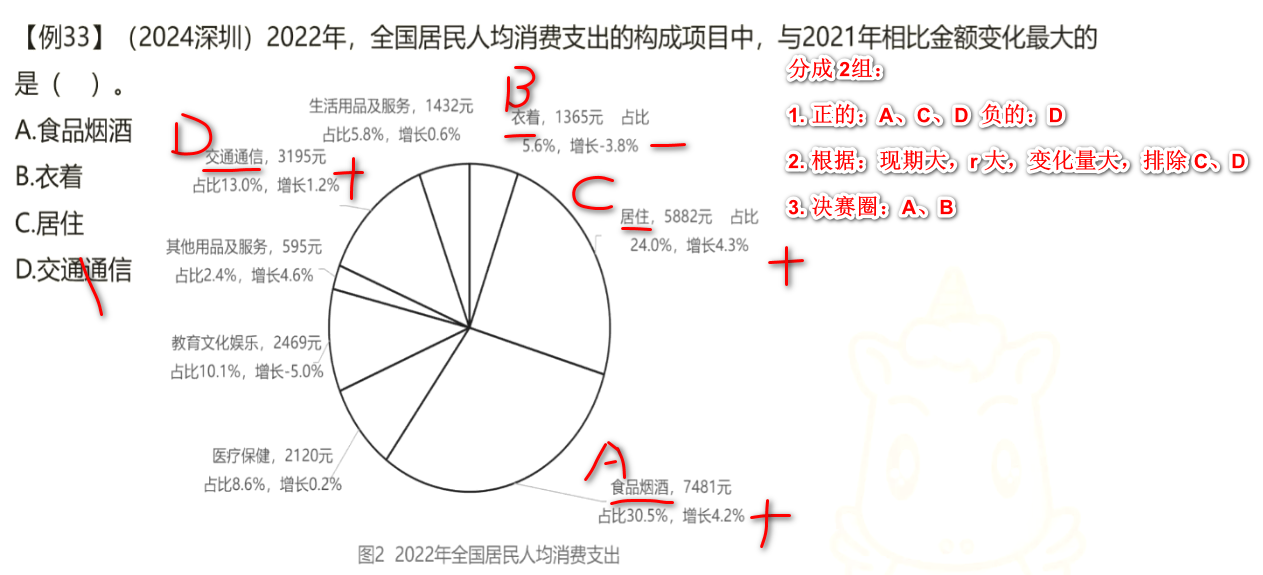 【例33】（2024深圳）2022年，全国居民人均消费支出的构成项目中，与2021年相比金额变化最大的
是（　）。
A.食品烟酒
B.衣着
C.居住
D.交通通信
分成 2组：
1. 正的：A、C、D 负的：D
2. 根据：现期大，r 大，变化量大，排除 C、D
3. 决赛圈：A、B
生活用品及服务，1432元
占比5.8%，增长0.6%
B
衣着，1365元　占比
5.6%，增长-3.8%
—
D
交通通信，3195元
占比13.0%，增长1.2%
+
C
居住，5882元　占比
24.0%，增长4.3%
+
其他用品及服务，595元
占比2.4%，增长4.6%
教育文化娱乐，2469元
占比10.1%，增长-5.0%
医疗保健，2120元
占比8.6%，增长0.2%
A
食品烟酒，7481元
占比30.5%，增长4.2%
+
图2 2022年全国居民人均消费支出